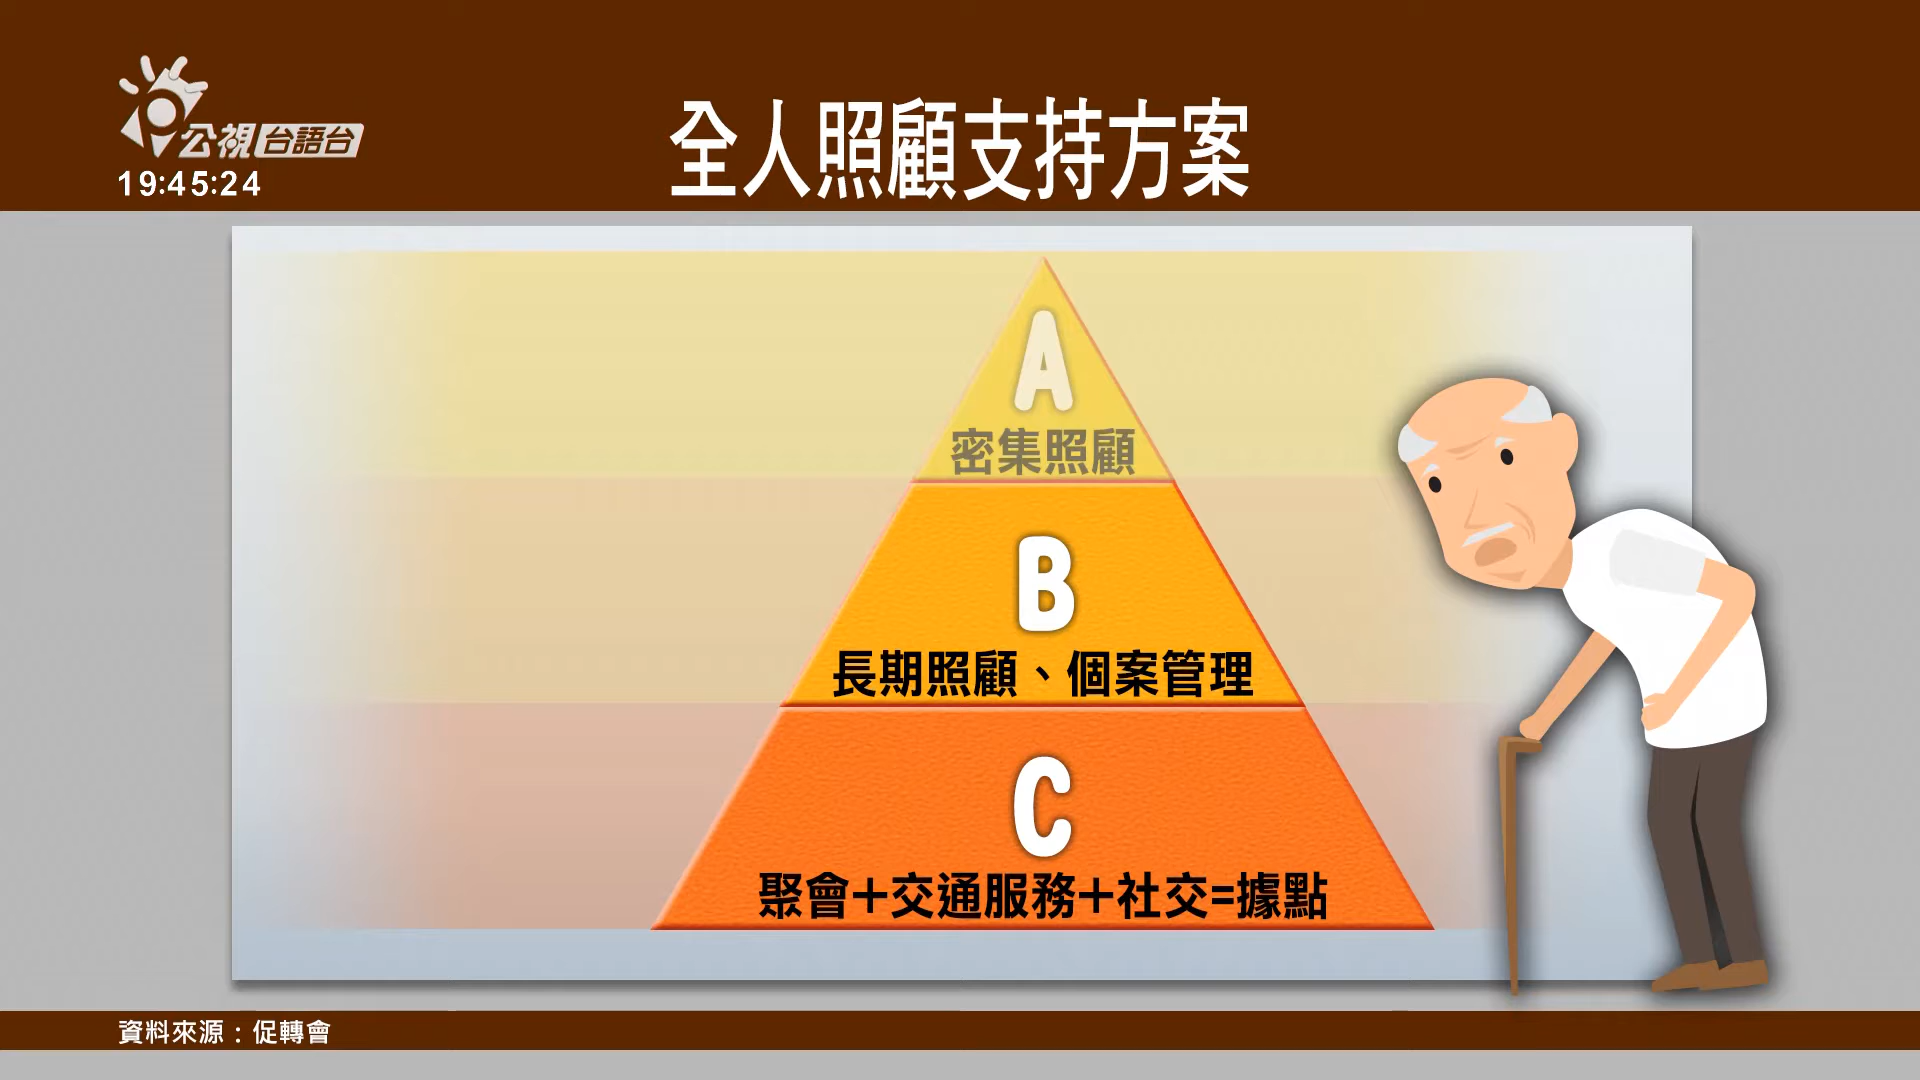 公視台語台
19:45:24
全人照顧支持方案
A
密集照顧
B
長期照顧、個案管理
C
聚會+交通服務+社交=據點
資料來源：促轉會